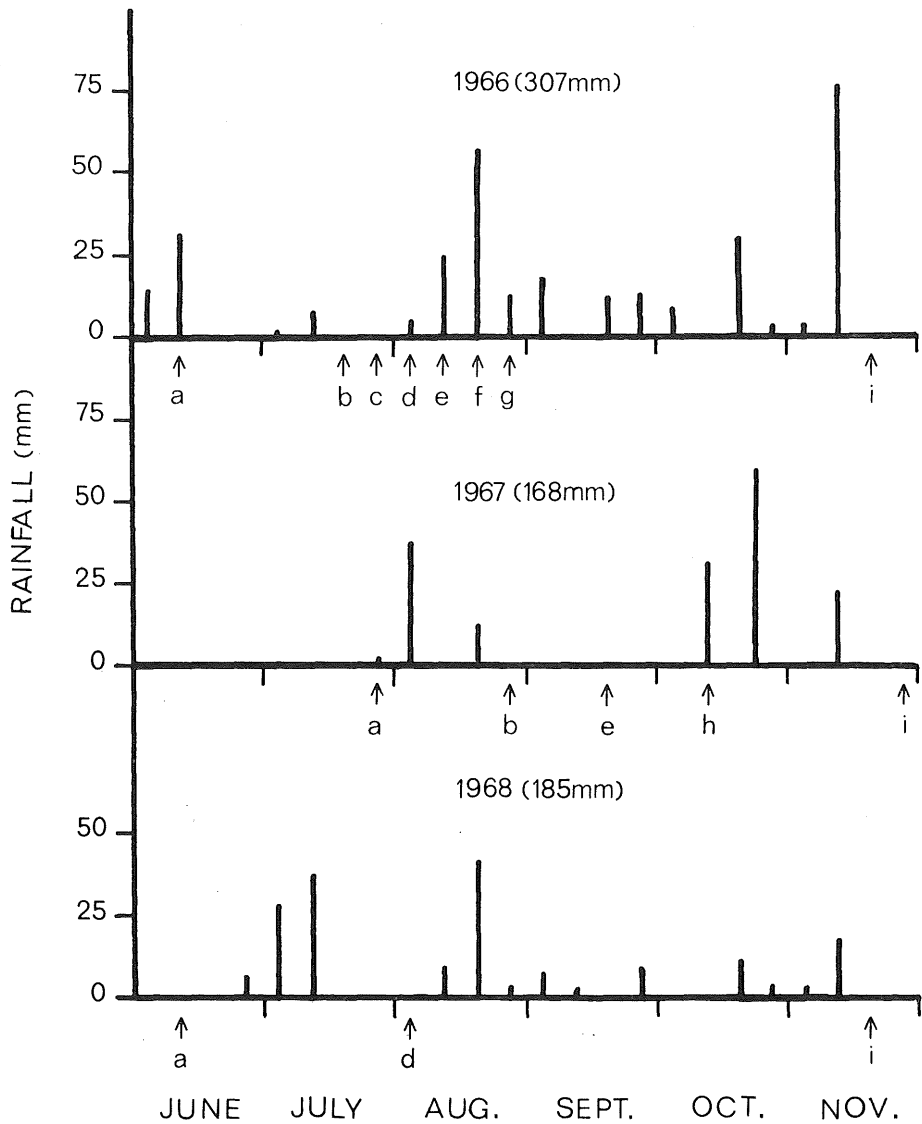 RAINFALL (mm)
1966 (307mm)
75
50
25
0
a b c d e f g i
1967 (168mm)
75
50
25
0
a b e h i
1968 (185mm)
50
25
0
a d i
JUNE JULY AUG. SEPT. OCT. NOV.